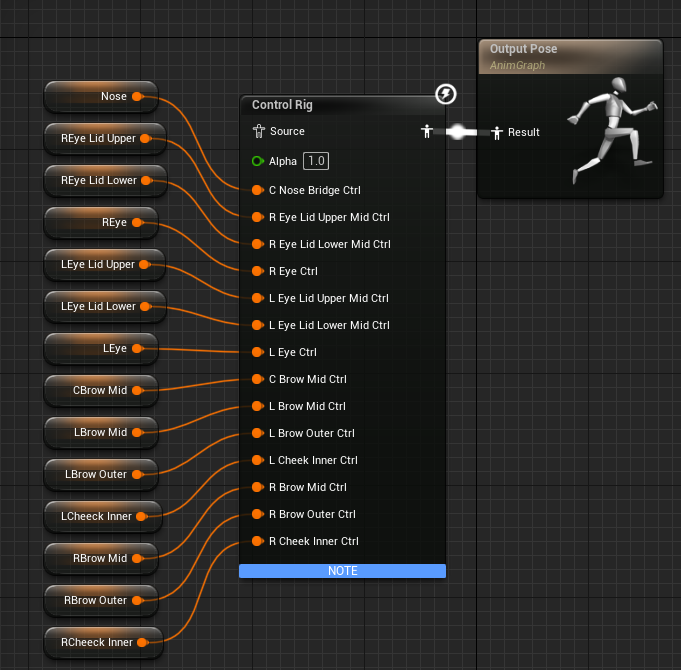 Output Pose
AnimGraph
Result
Nose
REye Lid Upper
REye Lid Lower
REye
LEye Lid Upper
LEye Lid Lower
LEye
CBrow Mid
LBrow Mid
LBrow Outer
LCheeck Inner
RBrow Mid
RBrow Outer
RCheeck Inner
Control Rig
Source
Alpha 1.0
C Nose Bridge Ctrl
R Eye Lid Upper Mid Ctrl
R Eye Lid Lower Mid Ctrl
R Eye Ctrl
L Eye Lid Upper Mid Ctrl
L Eye Lid Lower Mid Ctrl
L Eye Ctrl
C Brow Mid Ctrl
L Brow Mid Ctrl
L Brow Outer Ctrl
L Cheek Inner Ctrl
R Brow Mid Ctrl
R Brow Outer Ctrl
R Cheek Inner Ctrl
NOTE